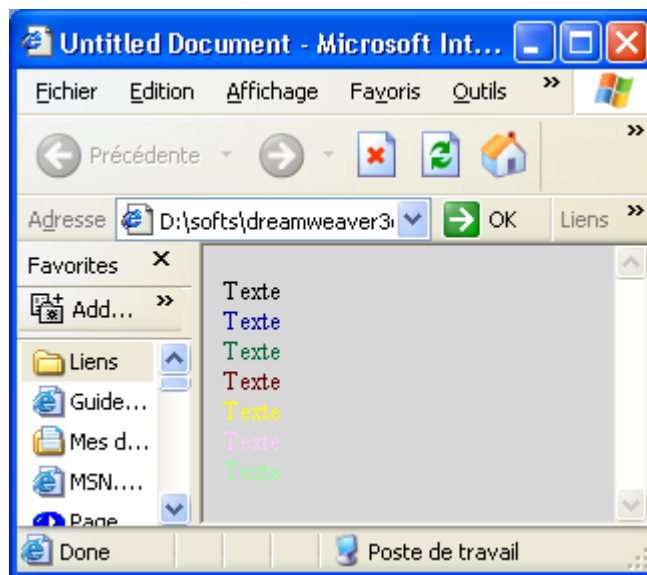 Untitled Document - Microsoft Int...
Fichier Edition Affichage Favoris Outils »
Précédente »
Adresse D:\softs\dreamweaver3 OK Liens »
Favorites X
Add... »
Texte
Texte
Texte
Texte
Texte
Texte
Texte
Liens
Guide...
Mes d...
MSN....
Page
Done Poste de travail